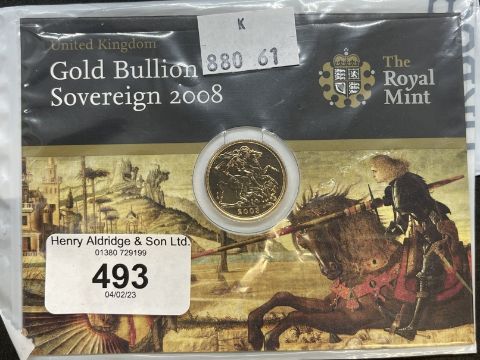 K
880 61
United Kingdom
Gold Bullion
Sovereign 2008
The
Royal
Mint
2008
Henry Aldridge & Son Ltd.
01380 729199
493
04/02/23